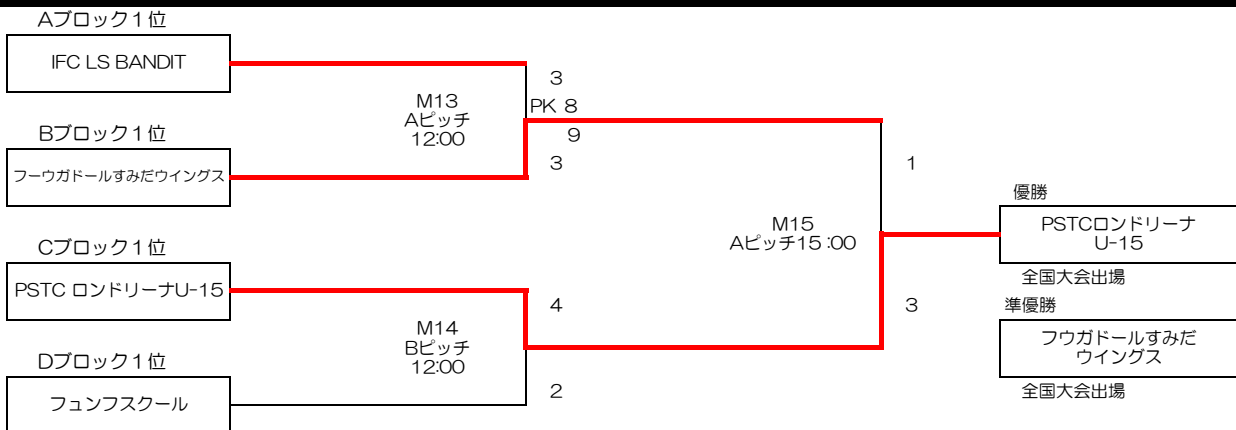 Aブロック1位
IFC LS BANDIT
3
M13
Aピッチ
12:00
PK 8
9
Bブロック1位
フーウガドールすみだウイングス
3
1
優勝
PSTCロンドリーナ
U-15
M15
Aピッチ15:00
全国大会出場
Cブロック1位
PSTC ロンドリーナU-15
4
3
準優勝
M14
Bピッチ
12:00
フウガドールすみだ
ウイングス
全国大会出場
Dブロック1位
フュンフスクール
2